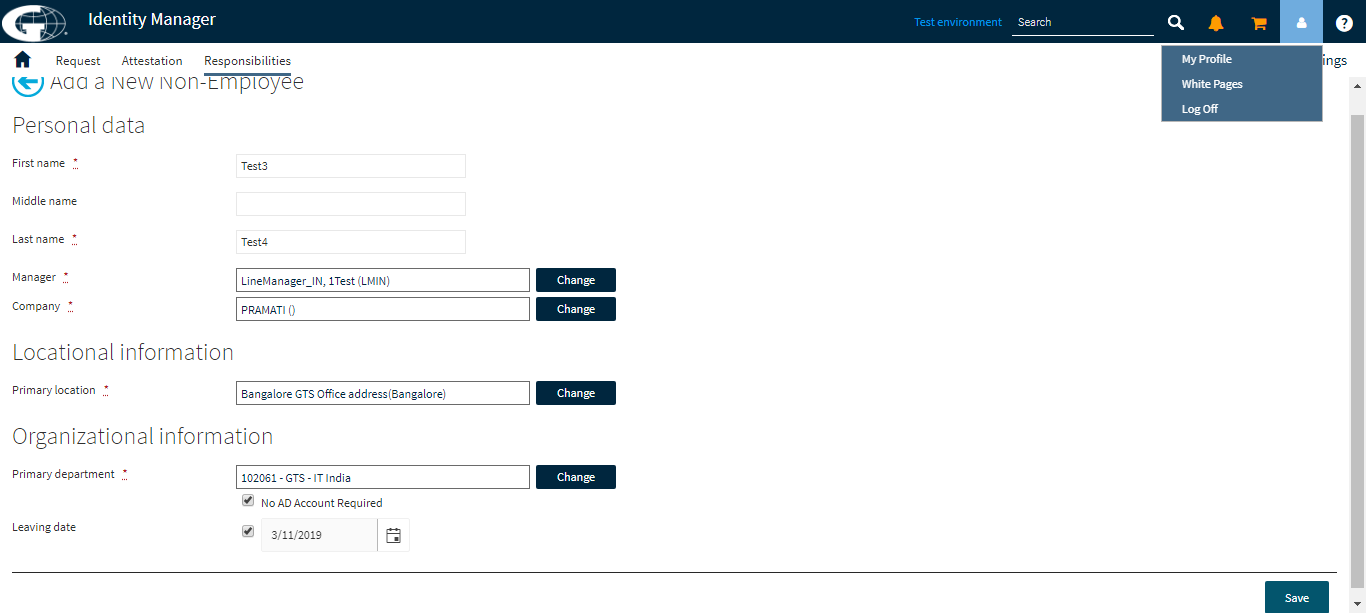 Identity Manager
Test environment
Search
Request
Attestation
Responsibilities
ings
My Profile
White Pages
Log Off
Add a New Non-Employee
Personal data
First name *
Test3
Middle name
Last name *
Test4
Manager *
LineManager_IN, 1Test (LMIN)
Change
Company *
PRAMATI ()
Change
Locational information
Primary location *
Bangalore GTS Office address(Bangalore)
Change
Organizational information
Primary department *
102061 - GTS - IT India
Change
No AD Account Required
Leaving date
3/11/2019
Save